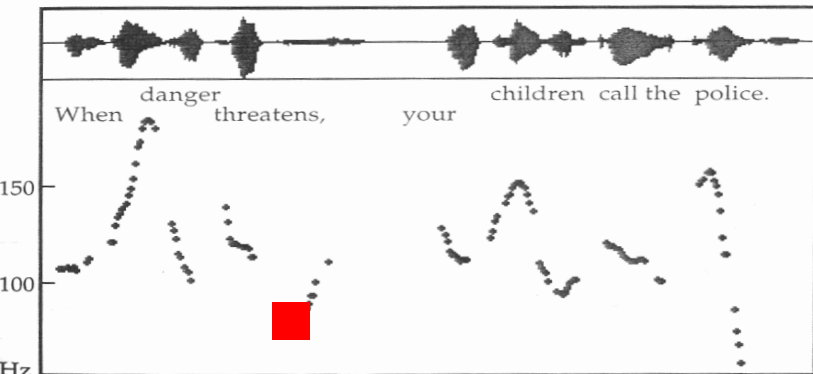 danger children call the police.
When threatens, your
150
100
Hz